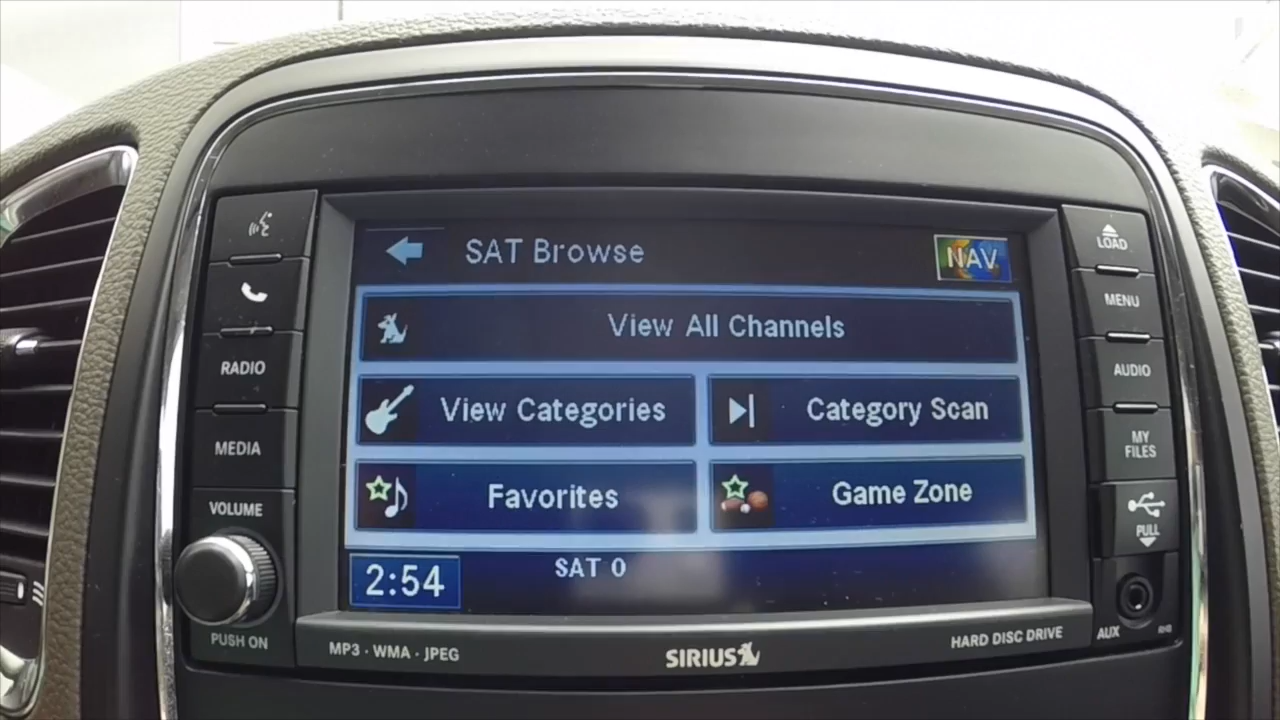 SAT Browse
NAV
View All Channels
View Categories
Category Scan
Favorites
Game Zone
2:54
SAT 0
RADIO
MEDIA
VOLUME
PUSH ON
LOAD
MENU
AUDIO
MY
FILES
PULL
AUX
MP3 · WMA · JPEG
SIRIUS
HARD DISC DRIVE